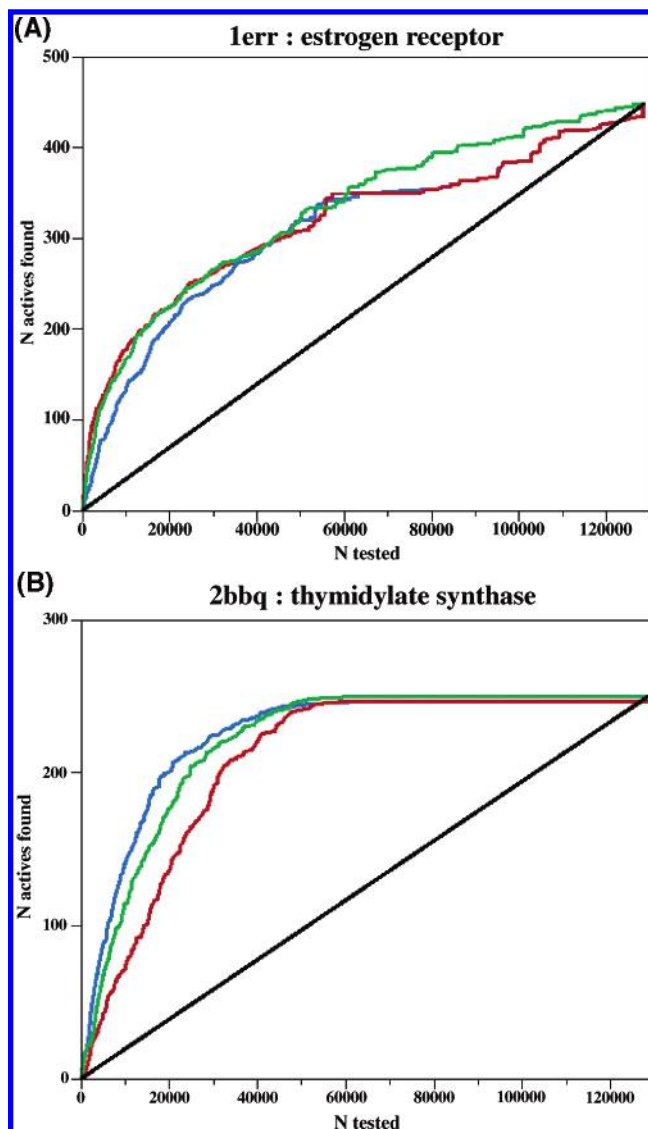 (A)
1err : estrogen receptor
500
400
300
200
100
0
N actives found
0 20000 40000 60000 80000 100000 120000
N tested
(B)
2bbq : thymidylate synthase
300
200
100
0
N actives found
0 20000 40000 60000 80000 100000 120000
N tested